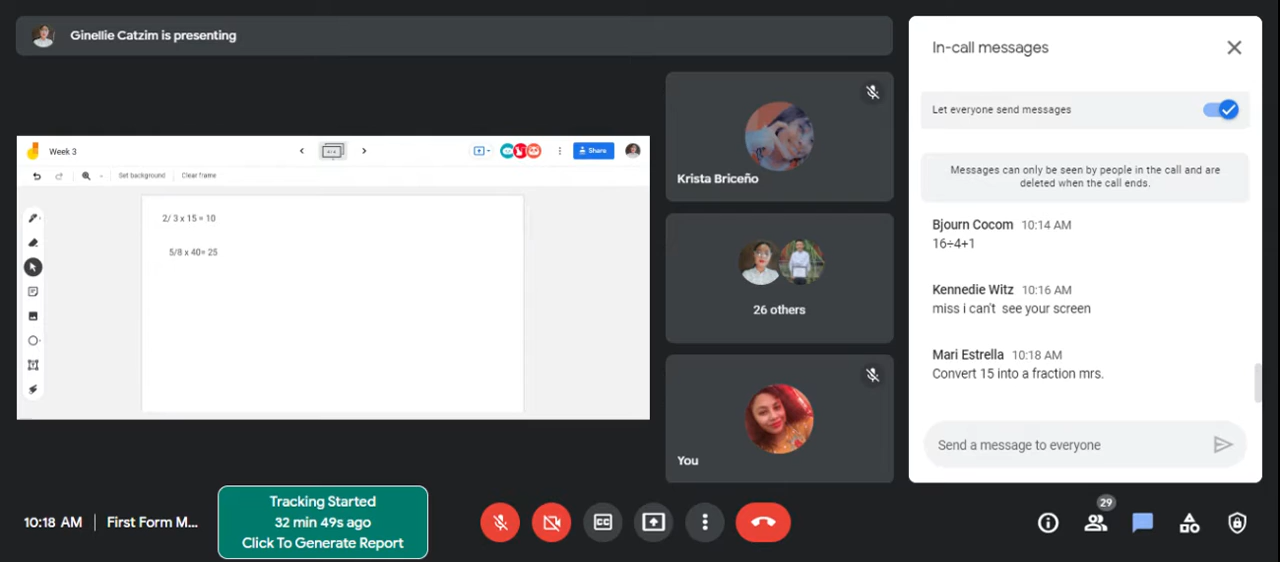 Ginellie Catzim is presenting
Week 3
Share
Set background
Clear frame
2/ 3 x 15 = 10
5/8 x 40= 25
Krista Briceño
26 others
You
In-call messages
Let everyone send messages
Messages can only be seen by people in the call and are
deleted when the call ends.
Bjourn Cocom 10:14 AM
16÷4+1
Kennedie Witz 10:16 AM
miss i can't see your screen
Mari Estrella 10:18 AM
Convert 15 into a fraction mrs.
Send a message to everyone
10:18 AM | First Form M...
Tracking Started
32 min 49s ago
Click To Generate Report
CC
29